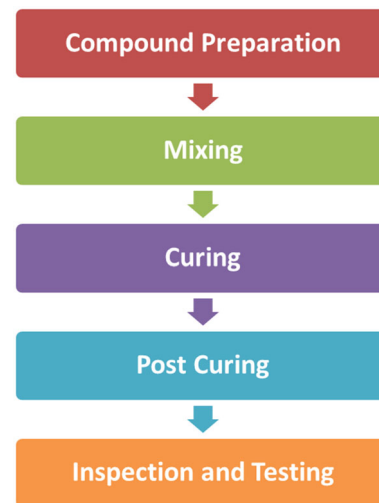 Compound Preparation
Mixing
Curing
Post Curing
Inspection and Testing